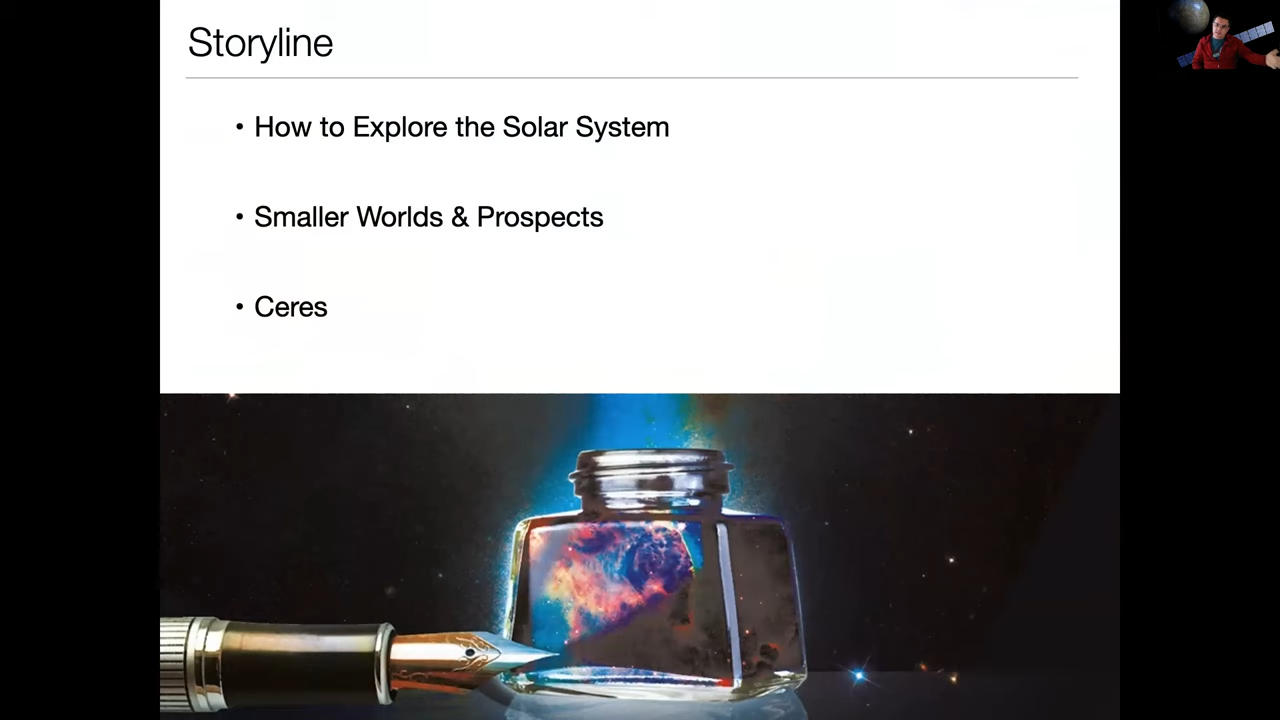 Storyline
• How to Explore the Solar System
• Smaller Worlds & Prospects
• Ceres